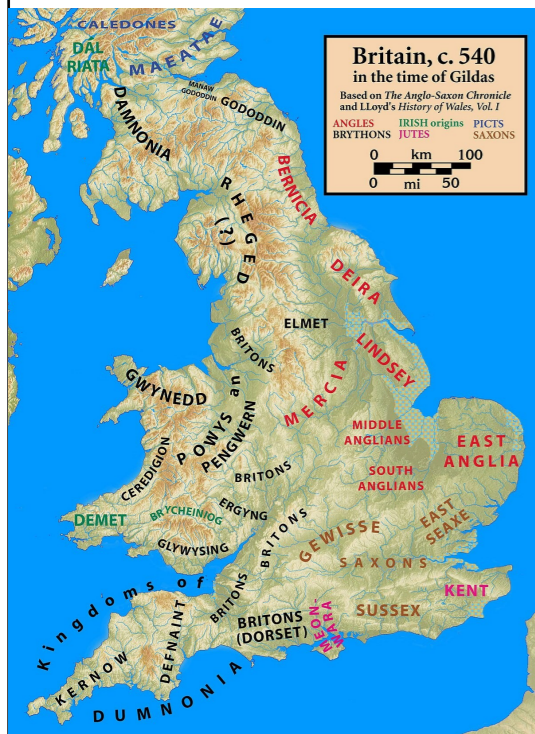 CALEDONES
DÁL
RIATA
MAEATAE
MANAW
GODODDIN
GODODDIN
DAMNONIA
Britain, c. 540
in the time of Gildas
Based on The Anglo-Saxon Chronicle
and LLoyd's History of Wales, Vol. I
ANGLES IRISH origins PICTS
BRYTHONS JUTES SAXONS
0 km 100
0 mi 50
BERNICIA
RHEGED
(?)
DEIRA
ELMET
LINDSEY
BRITONS
MERCIA
GWYNEDD
POWYS an
PENGWERN
MIDDLE
ANGLIANS
EAST
ANGLIA
CEREDIGION
BRITONS
SOUTH
ANGLIANS
DEMET
BRYCHEINIOG
ERGYNG
BRITONS
GEWISSE
EAST
SEAXE
GLYWYSING
SAXONS
Kingdoms of
BRITONS
KENT
SUSSEX
BRITONS
(DORSET)
MEON-
WARA
DEFNAINT
KERNOW
DUMNONIA